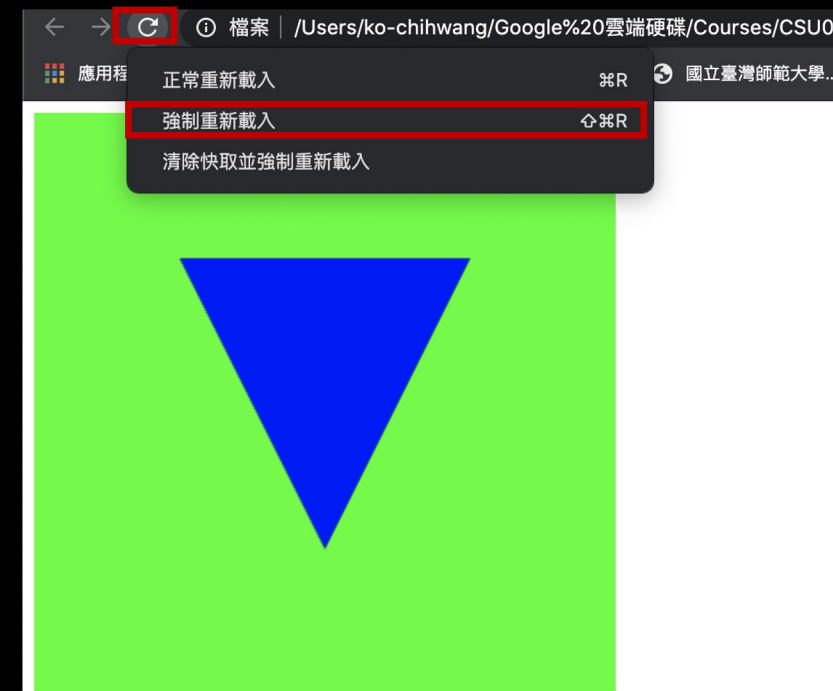 檔案 | /Users/ko-chihwang/Google%20雲端硬碟/Courses/CSU0
應用程
國立臺灣師範大學...
正常重新載入 ⌘R
強制重新載入 ⇧⌘R
清除快取並強制重新載入